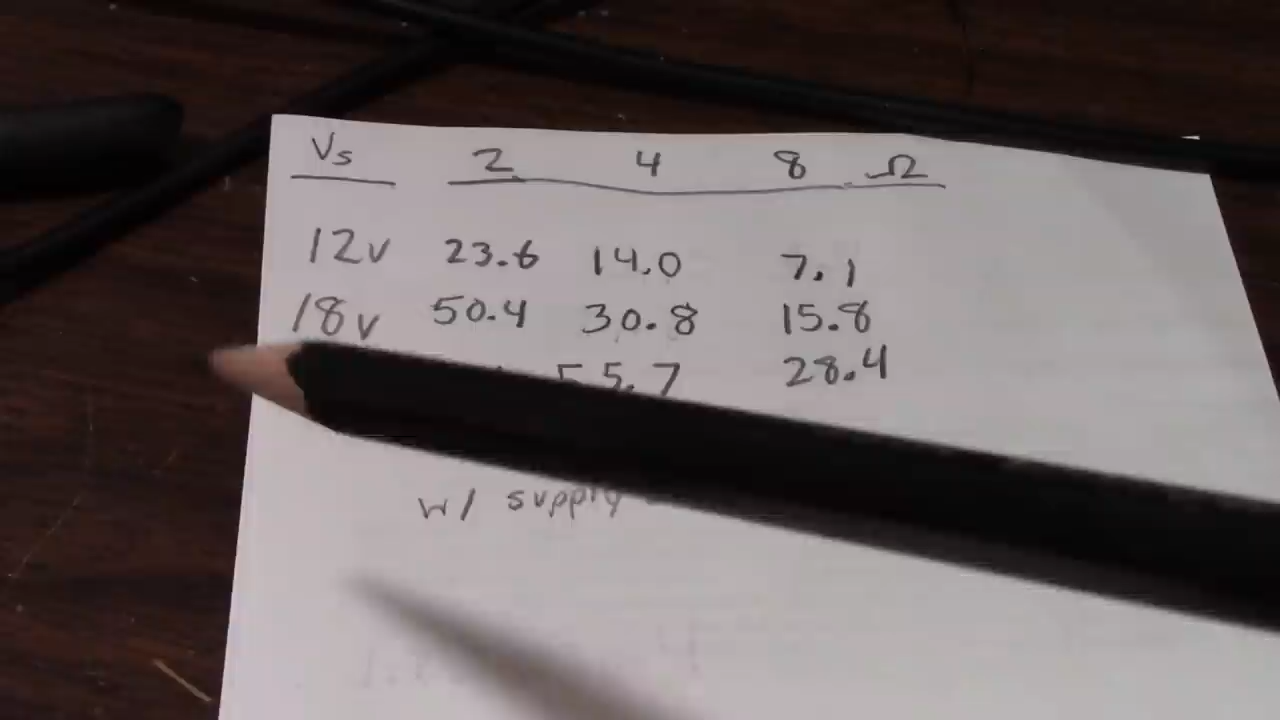 Vs 2 4 8 Ω
12v 23.6 14.0 7.1
18v 50.4 30.8 15.8
55.7 28.4
w/ supply